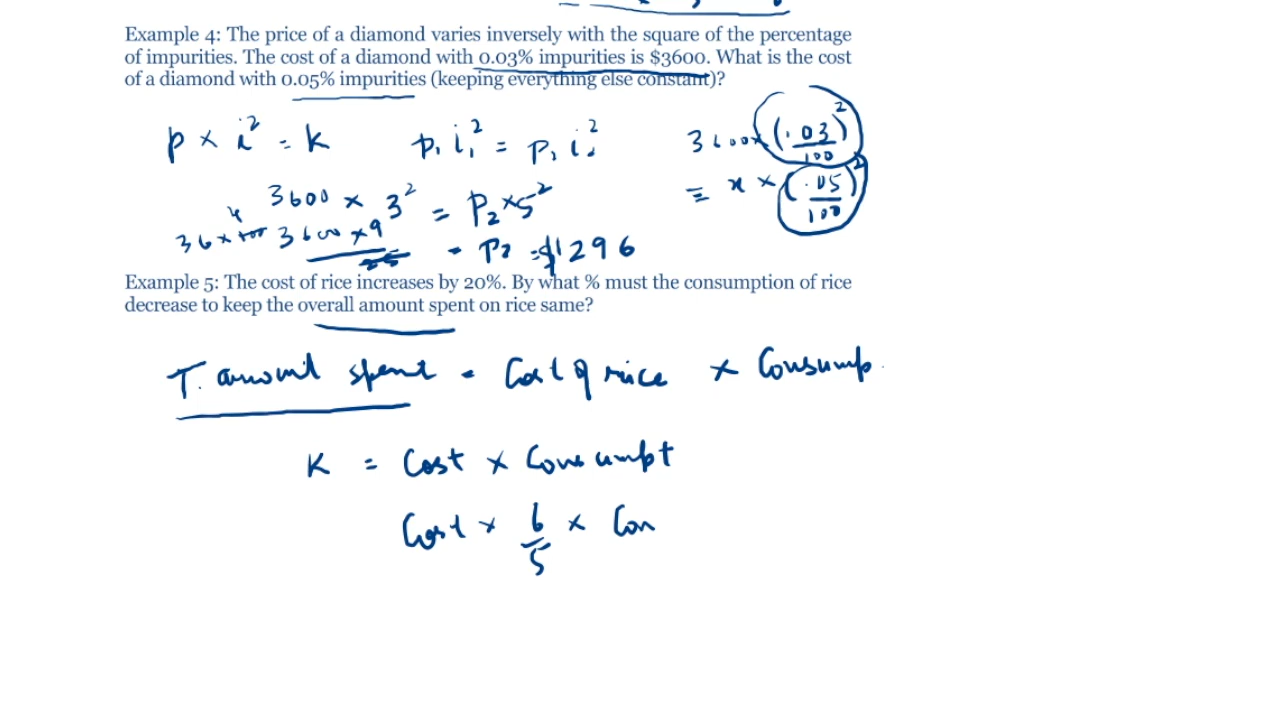 Example 4: The price of a diamond varies inversely with the square of the percentage
of impurities. The cost of a diamond with 0.03% impurities is $3600. What is the cost
of a diamond with 0.05% impurities (keeping everything else constant)?
p × i² = k
p₁ i₁² = p₂ i₂²
3600 × (.03/100)²
= x × (.05/100)²
3600 × 3² = P₂ × 5²
36 × 4 3600 × 9 / 25 = P₂ = $1296
Example 5: The cost of rice increases by 20%. By what % must the consumption of rice
decrease to keep the overall amount spent on rice same?
T. amount spent = Cost of rice × Consump.
K = Cost × Consumpt
Cost × 6/5 × Con